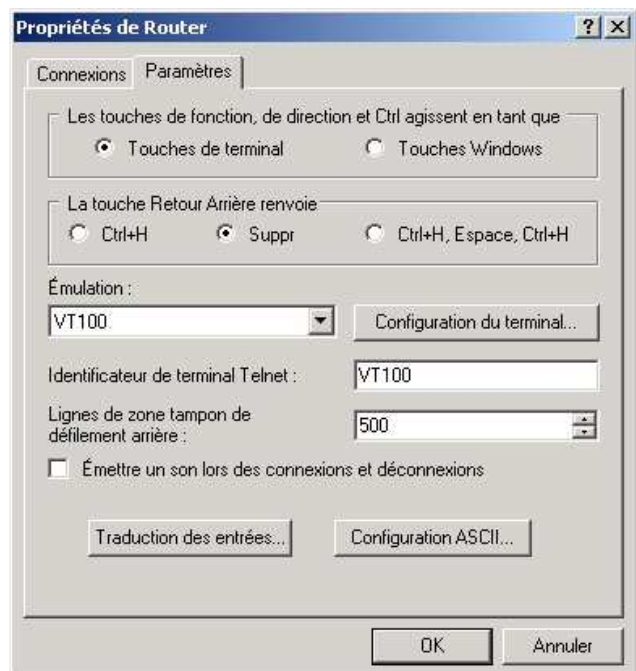 Propriétés de Router
Connexions
Paramètres
Les touches de fonction, de direction et Ctrl agissent en tant que
Touches de terminal
Touches Windows
La touche Retour Arrière renvoie
Ctrl+H
Suppr
Ctrl+H, Espace, Ctrl+H
Émulation :
VT100
Configuration du terminal...
Identificateur de terminal Telnet :
VT100
Lignes de zone tampon de
défilement arrière :
500
Émettre un son lors des connexions et déconnexions
Traduction des entrées...
Configuration ASCII...
OK
Annuler